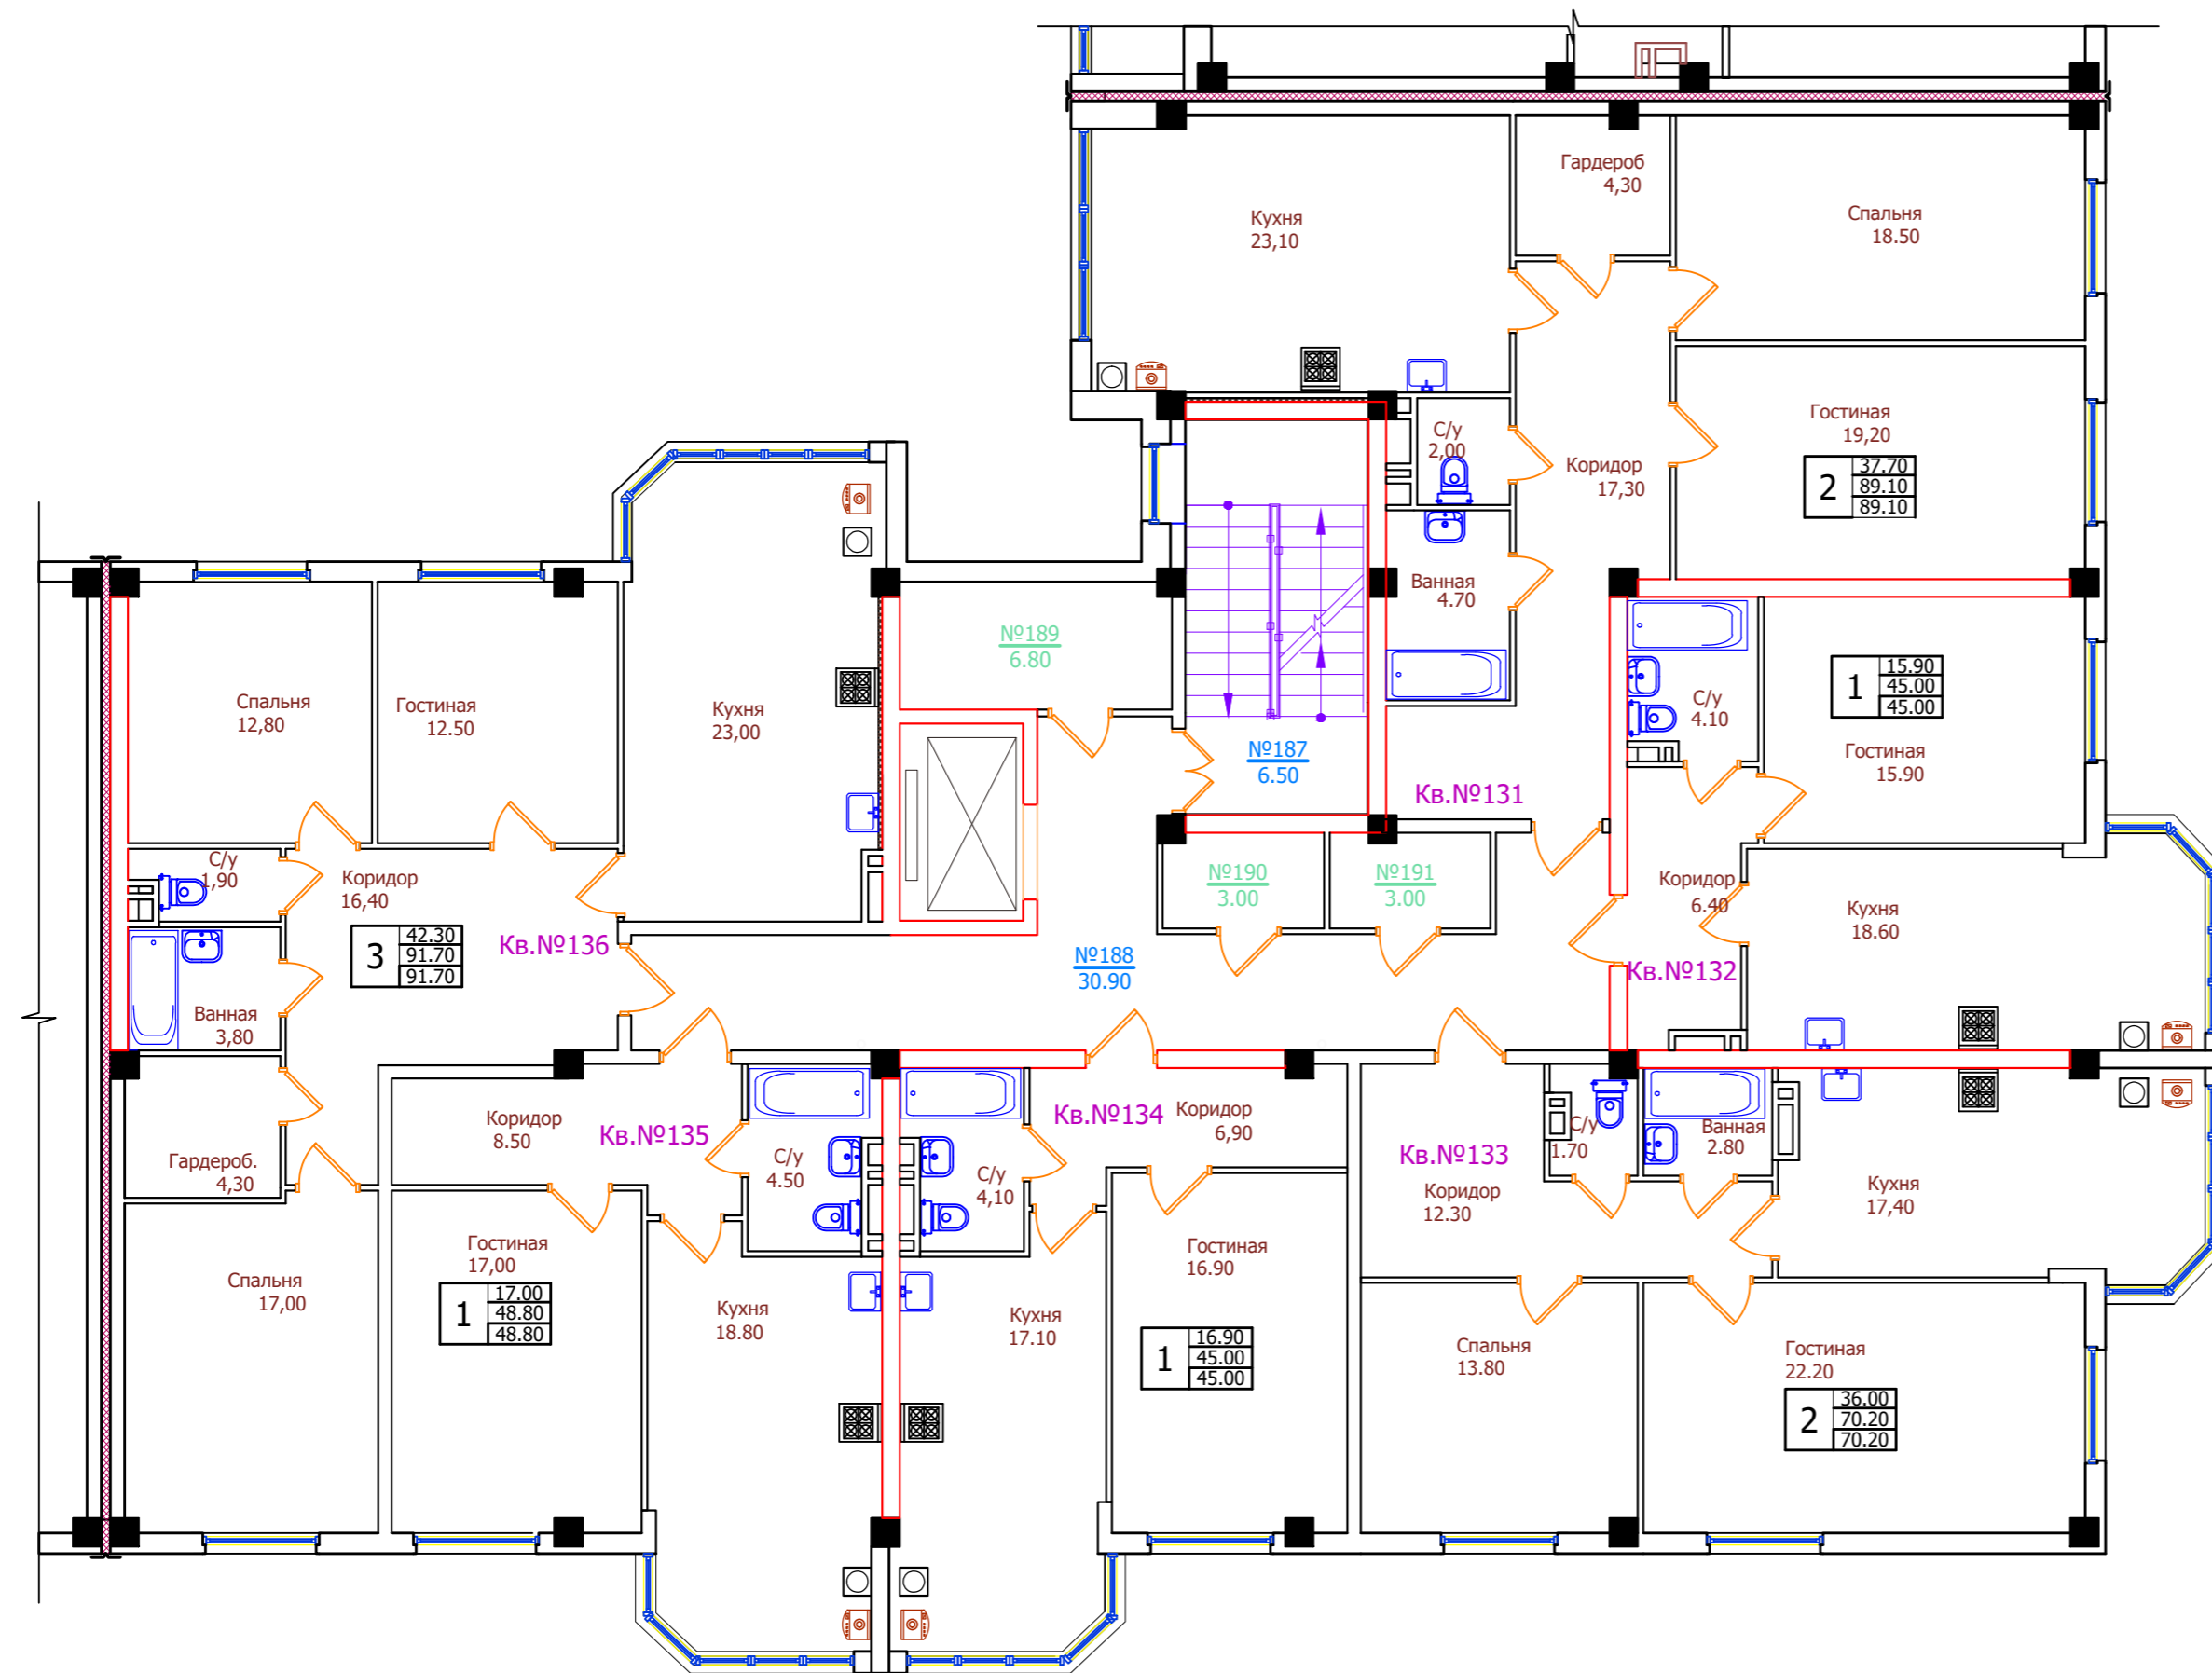 Гардероб
4,30
Кухня
23,10
Спальня
18.50
Гостиная
19,20
2
37.70
89.10
89.10
С/у
2,00
Коридор
17,30
Ванная
4.70
№189
6.80
№187
6.50
Кв.№131
С/у
4.10
1
15.90
45.00
45.00
Гостиная
15.90
Спальня
12,80
Гостиная
12.50
Кухня
23,00
С/у
1,90
Коридор
16,40
3
42.30
91.70
91.70
Кв.№136
Ванная
3,80
Гардероб.
4,30
Спальня
17,00
№190
3.00
№191
3.00
№188
30.90
Коридор
6.40
Кв.№132
Кухня
18.60
Коридор
8.50
Кв.№135
С/у
4.50
Гостиная
17,00
1
17.00
48.80
48.80
Кухня
18.80
Кв.№134
Коридор
6,90
С/у
4,10
Гостиная
16.90
Кухня
17.10
1
16.90
45.00
45.00
Кв.№133
Коридор
12.30
С/у
1.70
Ванная
2.80
Кухня
17,40
Спальня
13.80
Гостиная
22.20
2
36.00
70.20
70.20